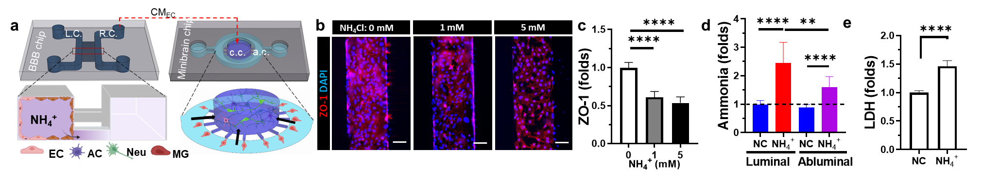 a
CM_EC
BBB chip
L.C.
R.C.
Minibrain chip
c.c.
a.c.
NH₄⁺
EC
AC
Neu
MG
b
NH₄Cl: 0 mM
1 mM
5 mM
ZO-1 DAPI
c
ZO-1 (folds)
1.5
1.0
0.5
0.0
****
****
0
1
5
NH₄⁺ (mM)
d
Ammonia (folds)
4
3
2
1
0
****
**
****
NC
NH₄⁺
NC
NH₄⁺
Luminal
Abluminal
e
LDH (folds)
2.0
1.5
1.0
0.5
0.0
****
NC
NH₄⁺